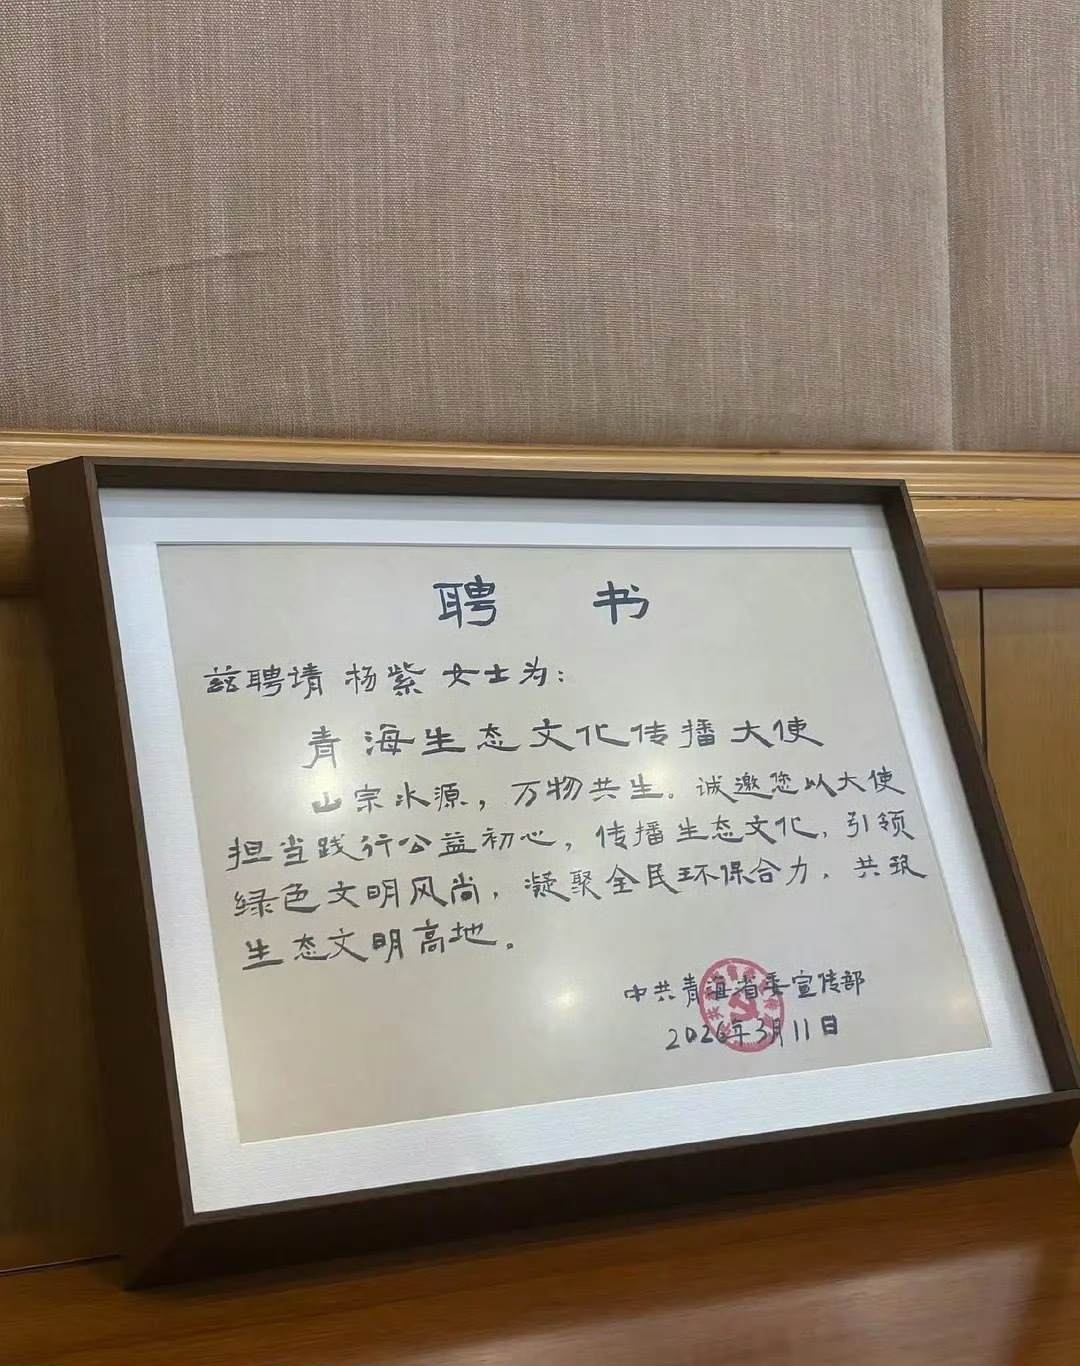 聘 书
兹聘请 杨紫 女士为：
青海生态文化传播大使
山宗水源，万物共生。诚邀您以大使
担当践行公益初心，传播生态文化，引领
绿色文明风尚，凝聚全民环保合力，共筑
生态文明高地。
中共青海省委宣传部
2026年3月11日